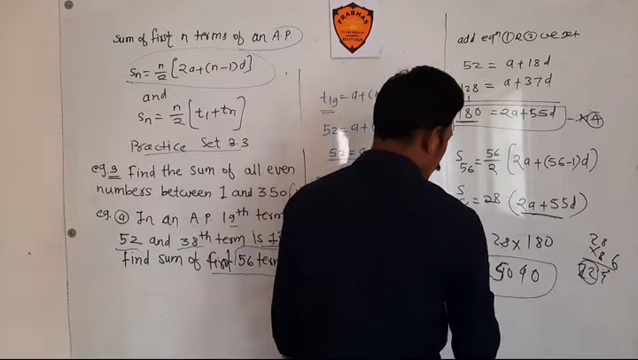 Sum of first n terms of an A.P.
Sn = n/2 [2a+(n-1)d]
and
Sn = n/2 [t1+tn]
Practice Set 3.3
eg.3 Find the sum of all even
numbers between 1 and 350
eg. a In an A.P. 19th term
52 and 38th term is
find sum of first 56 term
PRABHAS
t19 = a+(
52 = a+
52 =
add eqn ① & ② we get
52 = a+18d
128 = a+37d
180 = 2a+55d - ④
S56 = 56/2 (2a+(56-1)d)
S = 28 (2a+55d)
28×180
5040
28
×8